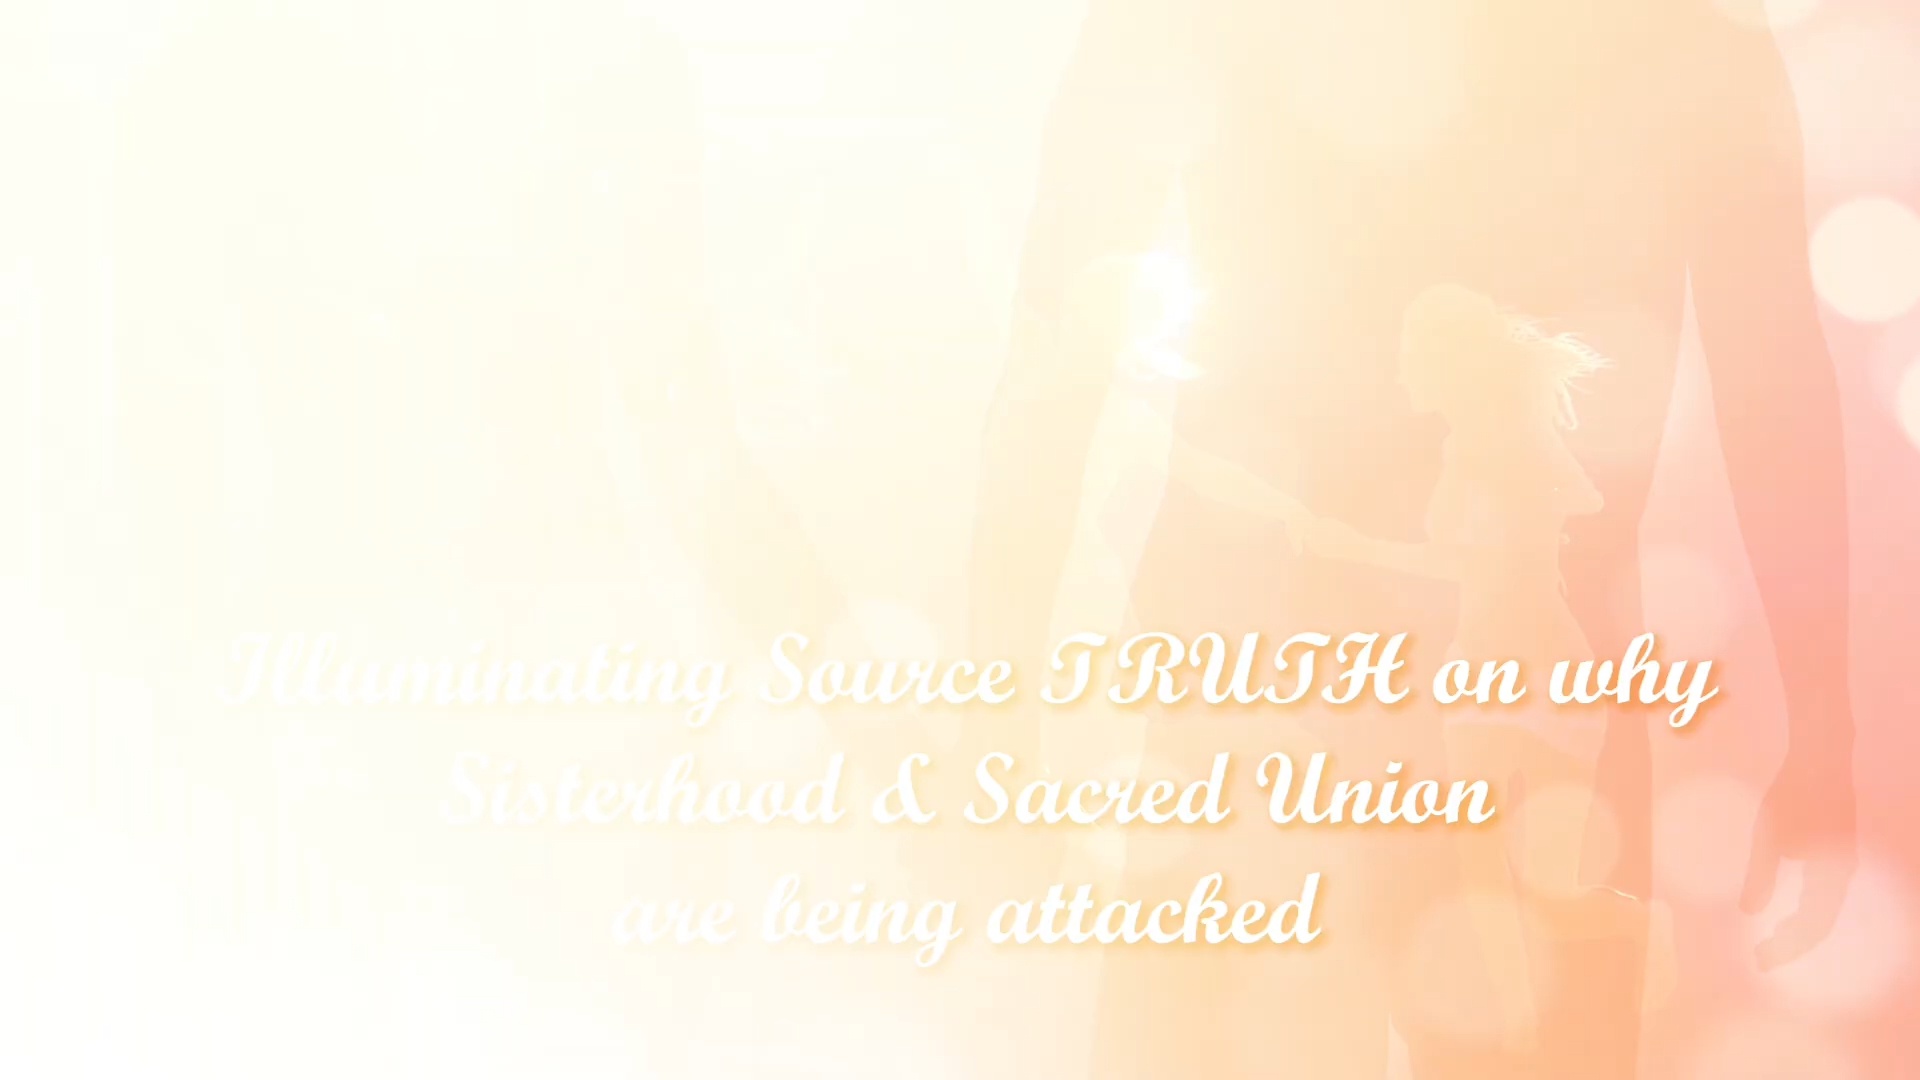 Illuminating Source TRUTH on why
Sisterhood & Sacred Union
are being attacked